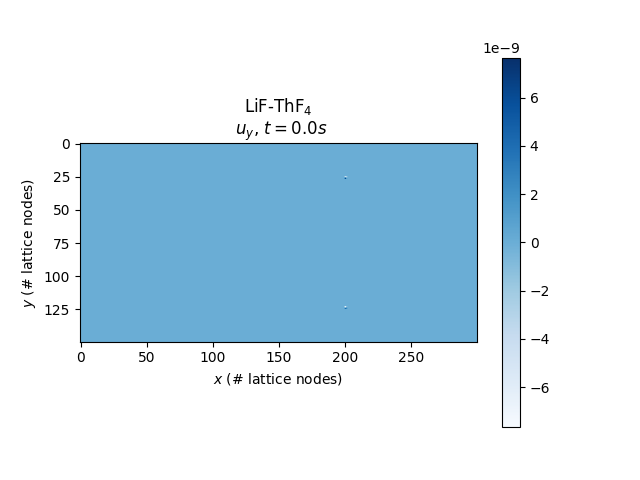 1e−9
LiF-ThF₄
u_y, t = 0.0s
0
25
50
75
100
125
y (# lattice nodes)
0 50 100 150 200 250
x (# lattice nodes)
6
4
2
0
−2
−4
−6